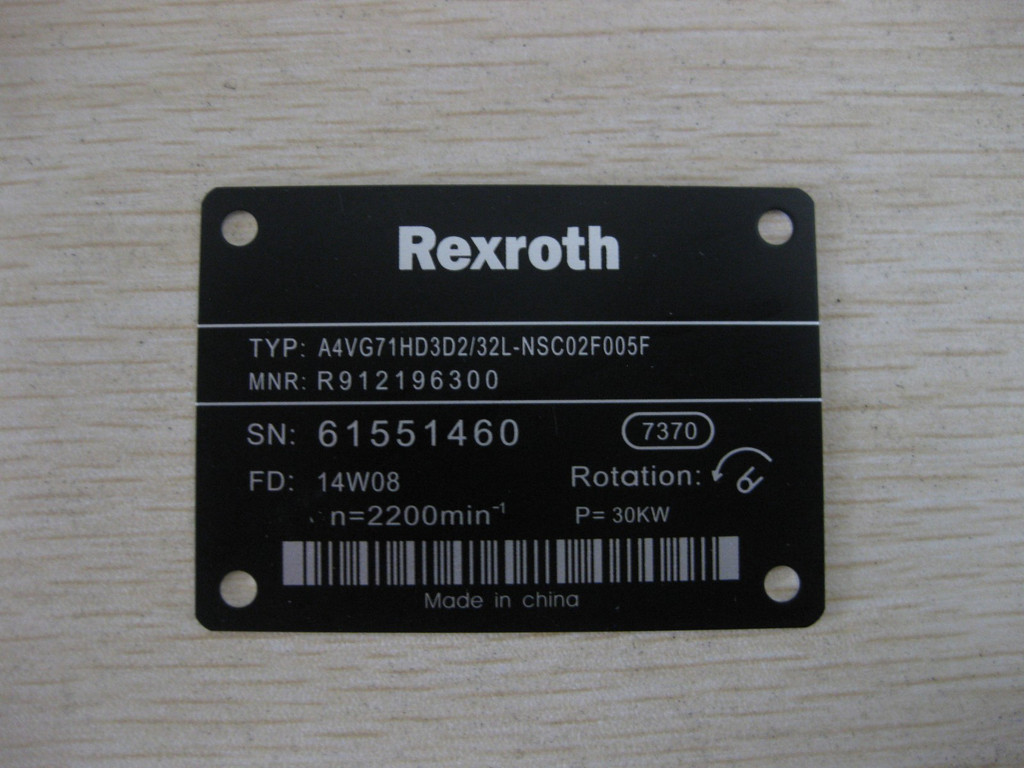 Rexroth
TYP: A4VG71HD3D2/32L-NSC02F005F
MNR: R912196300
SN: 61551460 7370
FD: 14W08 Rotation:
n=2200min⁻¹ P= 30KW
Made in china